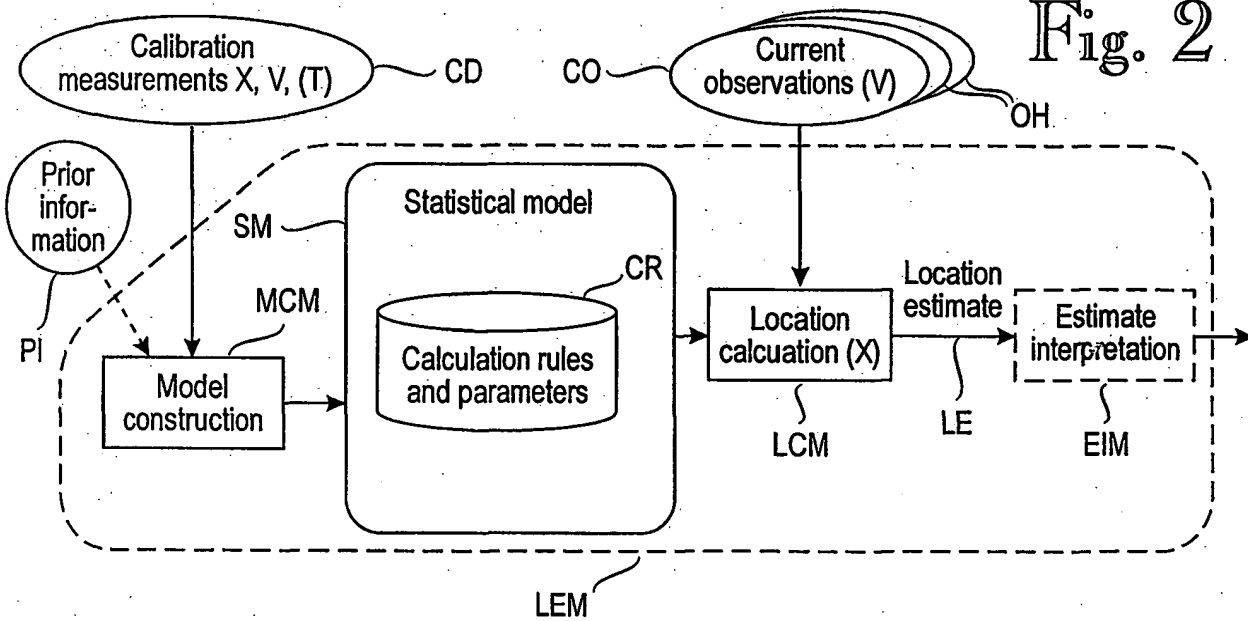 Fig. 2
Calibration
measurements X, V, (T)
CD
CO
Current
observations (V)
OH
Prior
infor-
mation
PI
SM
Statistical model
CR
Calculation rules
and parameters
MCM
Model
construction
Location
calcuation (X)
LCM
Location
estimate
LE
Estimate
interpretation
EIM
LEM